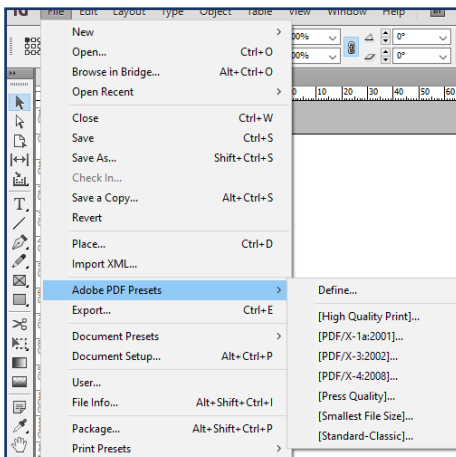 File Edit Layout Type Object Table View Window Help Br
New
Open... Ctrl+O
Browse in Bridge... Alt+Ctrl+O
Open Recent
Close Ctrl+W
Save Ctrl+S
Save As... Shift+Ctrl+S
Check In...
Save a Copy... Alt+Ctrl+S
Revert
Place... Ctrl+D
Import XML...
Adobe PDF Presets
Export... Ctrl+E
Document Presets
Document Setup... Alt+Ctrl+P
User...
File Info... Alt+Shift+Ctrl+I
Package... Alt+Shift+Ctrl+P
Print Presets
Define...
[High Quality Print]...
[PDF/X-1a:2001]...
[PDF/X-3:2002]...
[PDF/X-4:2008]...
[Press Quality]...
[Smallest File Size]...
[Standard-Classic]...
00% 0°
00% 0°
0 10 20 30 40 50 60